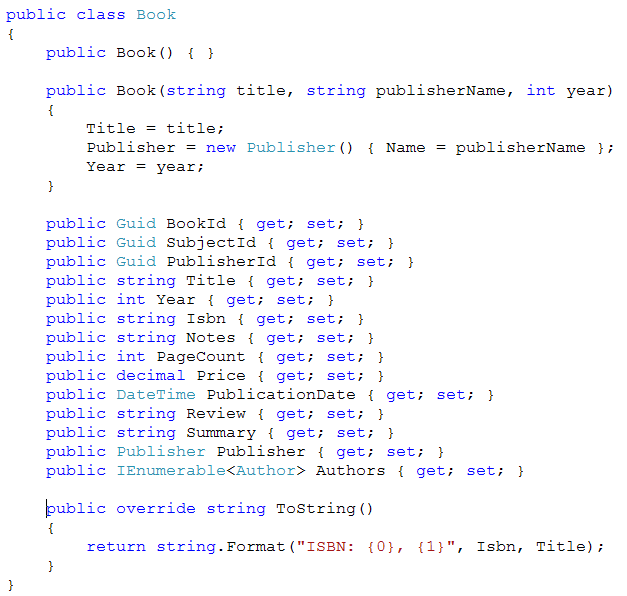 public class Book
{
    public Book() { }

    public Book(string title, string publisherName, int year)
    {
        Title = title;
        Publisher = new Publisher() { Name = publisherName };
        Year = year;
    }

    public Guid BookId { get; set; }
    public Guid SubjectId { get; set; }
    public Guid PublisherId { get; set; }
    public string Title { get; set; }
    public int Year { get; set; }
    public string Isbn { get; set; }
    public string Notes { get; set; }
    public int PageCount { get; set; }
    public decimal Price { get; set; }
    public DateTime PublicationDate { get; set; }
    public string Review { get; set; }
    public string Summary { get; set; }
    public Publisher Publisher { get; set; }
    public IEnumerable<Author> Authors { get; set; }

    public override string ToString()
    {
        return string.Format("ISBN: {0}, {1}", Isbn, Title);
    }
}